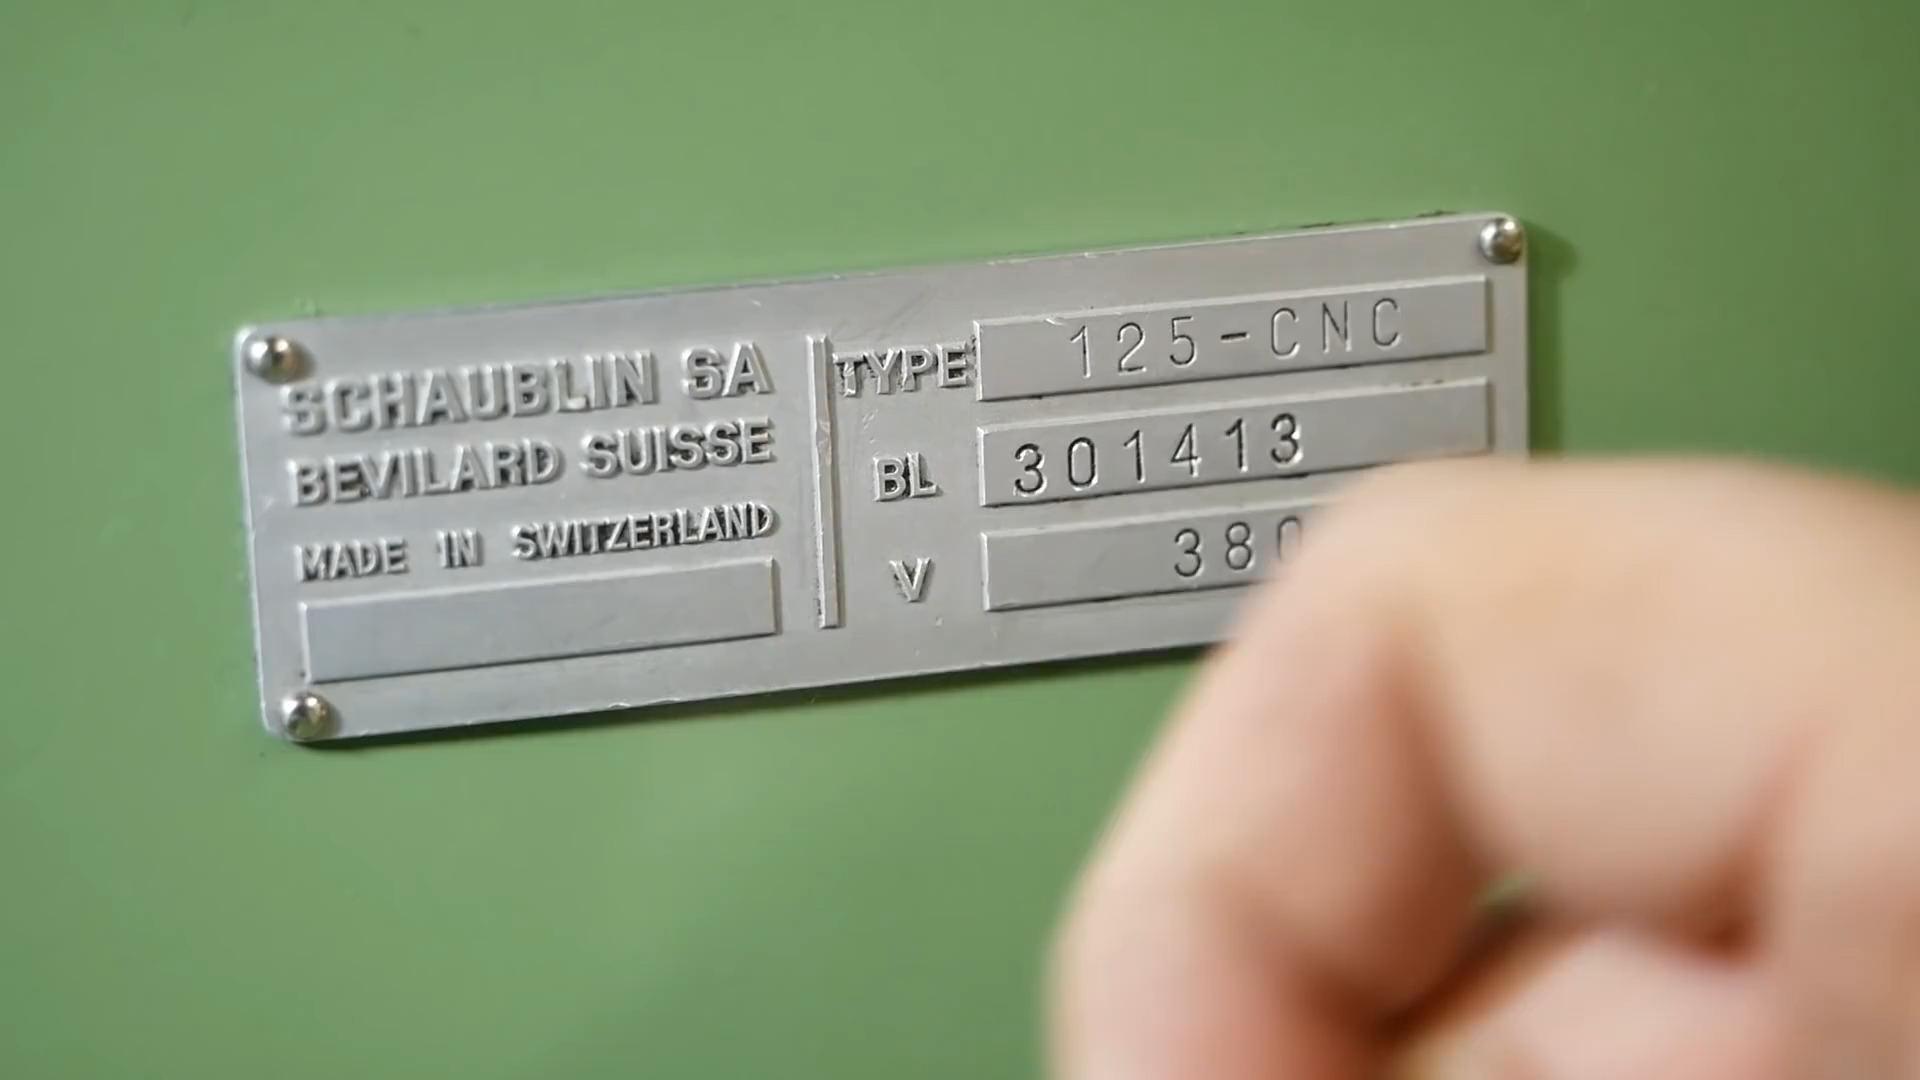 SCHAUBLIN SA
BEVILARD SUISSE
MADE IN SWITZERLAND
TYPE 125-CNC
BL 301413
V 380